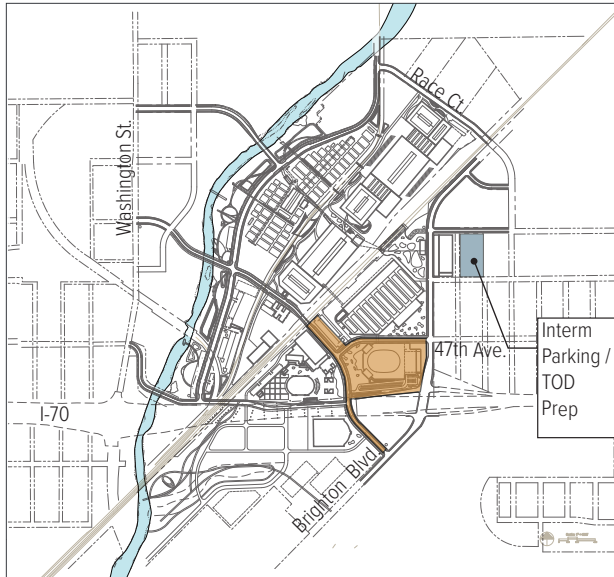 Race Ct.
Washington St.
47th Ave.
Interm
Parking /
TOD
Prep
I-70
Brighton Blvd.